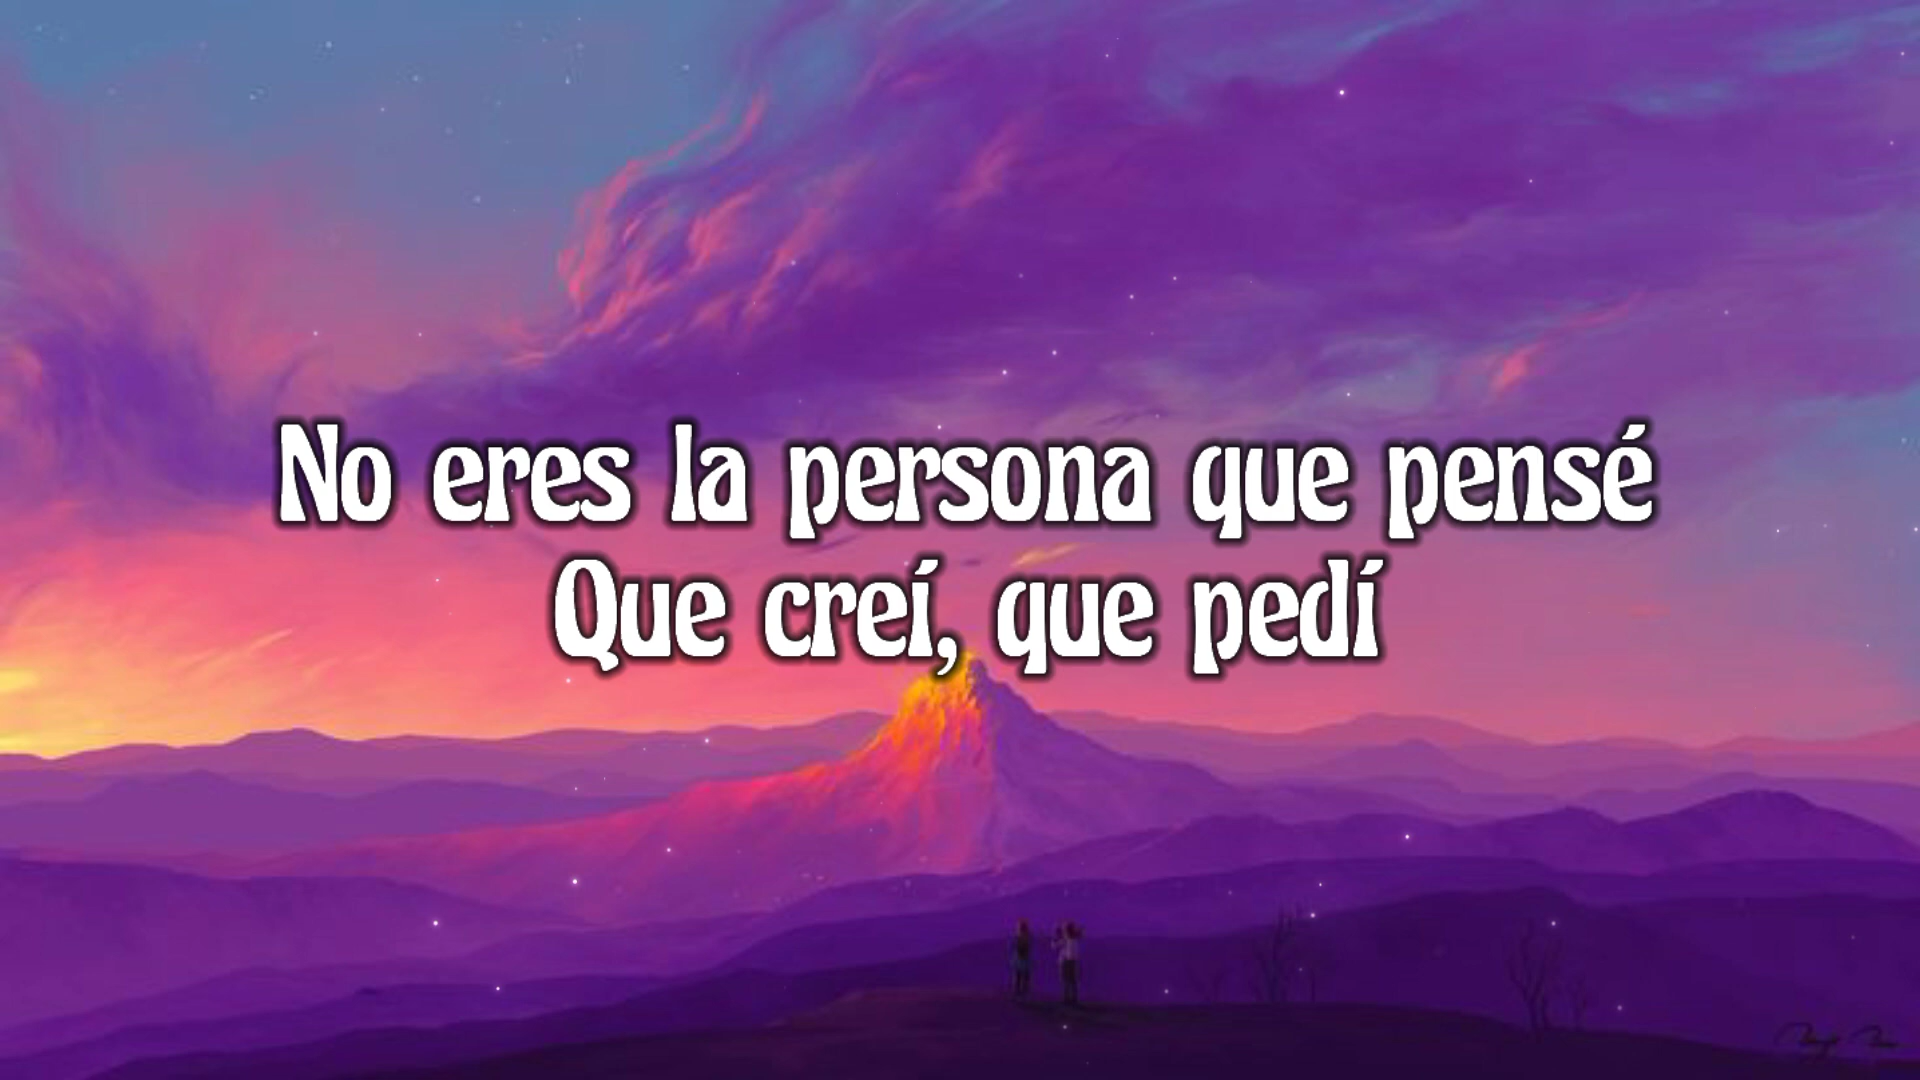 No eres la persona que pensé
Que creí, que pedí